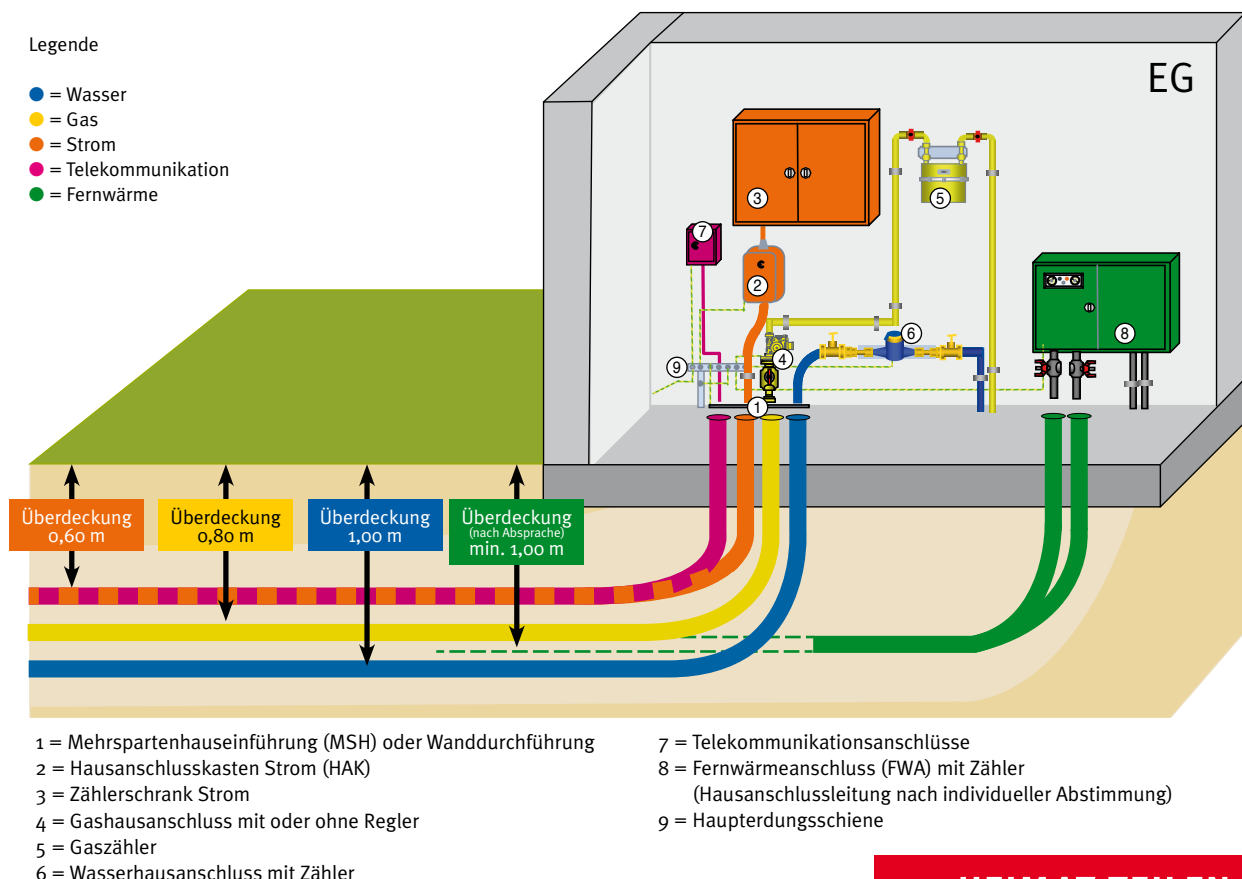 Legende
= Wasser
= Gas
= Strom
= Telekommunikation
= Fernwärme
EG
3
7
2
5
6
4
8
9
1
Überdeckung
0,60 m
Überdeckung
0,80 m
Überdeckung
1,00 m
Überdeckung
(nach Absprache)
min. 1,00 m
1 = Mehrspartenhauseinführung (MSH) oder Wanddurchführung
2 = Hausanschlusskasten Strom (HAK)
3 = Zählerschrank Strom
4 = Gashausanschluss mit oder ohne Regler
5 = Gaszähler
6 = Wasserhausanschluss mit Zähler
7 = Telekommunikationsanschlüsse
8 = Fernwärmeanschluss (FWA) mit Zähler
(Hausanschlussleitung nach individueller Abstimmung)
9 = Haupterdungsschiene